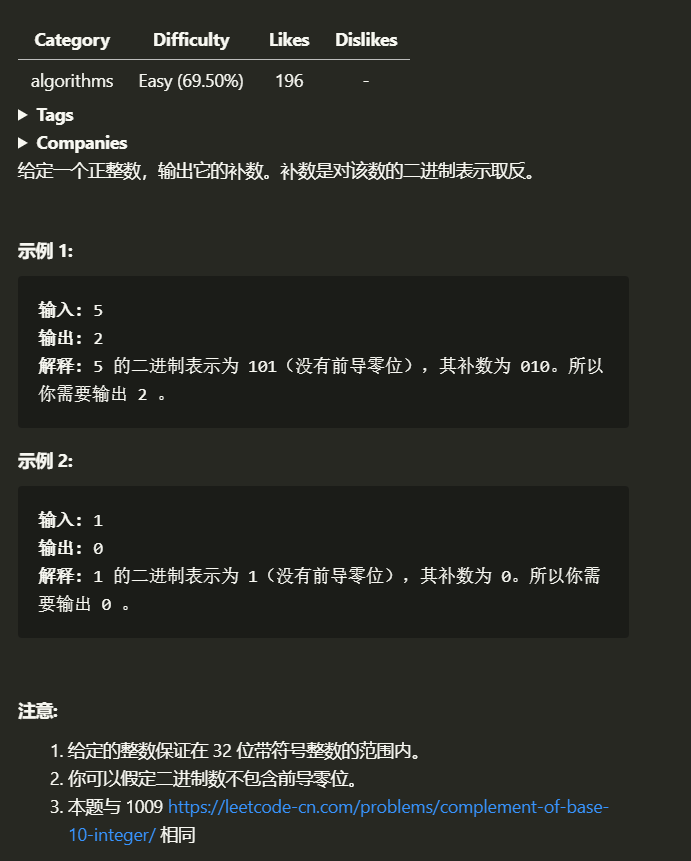 Category Difficulty Likes Dislikes
algorithms Easy (69.50%) 196 -
▶ Tags
▶ Companies
给定一个正整数，输出它的补数。补数是对该数的二进制表示取反。
示例 1:
输入: 5
输出: 2
解释: 5 的二进制表示为 101（没有前导零位），其补数为 010。所以
你需要输出 2 。
示例 2:
输入: 1
输出: 0
解释: 1 的二进制表示为 1（没有前导零位），其补数为 0。所以你需
要输出 0 。
注意:
1. 给定的整数保证在 32 位带符号整数的范围内。
2. 你可以假定二进制数不包含前导零位。
3. 本题与 1009 https://leetcode-cn.com/problems/complement-of-base-
10-integer/ 相同